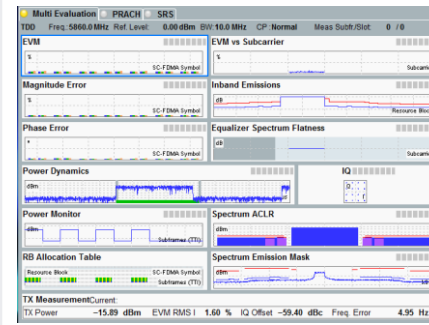 Multi Evaluation PRACH SRS
TDD Freq.:5860.0 MHz Ref. Level: 0.00 dBm BW:10.0 MHz CP :Normal Meas Subfr./Slot: 0 / 0
EVM
%
SC-FDMA Symbol
EVM vs Subcarrier
%
Subcarrie
Magnitude Error
%
SC-FDMA Symbol
Inband Emissions
dB
Resource Block
Phase Error
°
SC-FDMA Symbol
Equalizer Spectrum Flatness
dB
Subcarrie
Power Dynamics
dBm
IQ
Power Monitor
dBm
Subframes (TTI)
Spectrum ACLR
dBm
RB Allocation Table
Resource Block
SC-FDMA Symbol
Subframes (TTI)
Spectrum Emission Mask
dBm
TX Measurement Current:
TX Power -15.89 dBm EVM RMS l 1.60 % IQ Offset -59.40 dBc Freq. Error 4.95 Hz